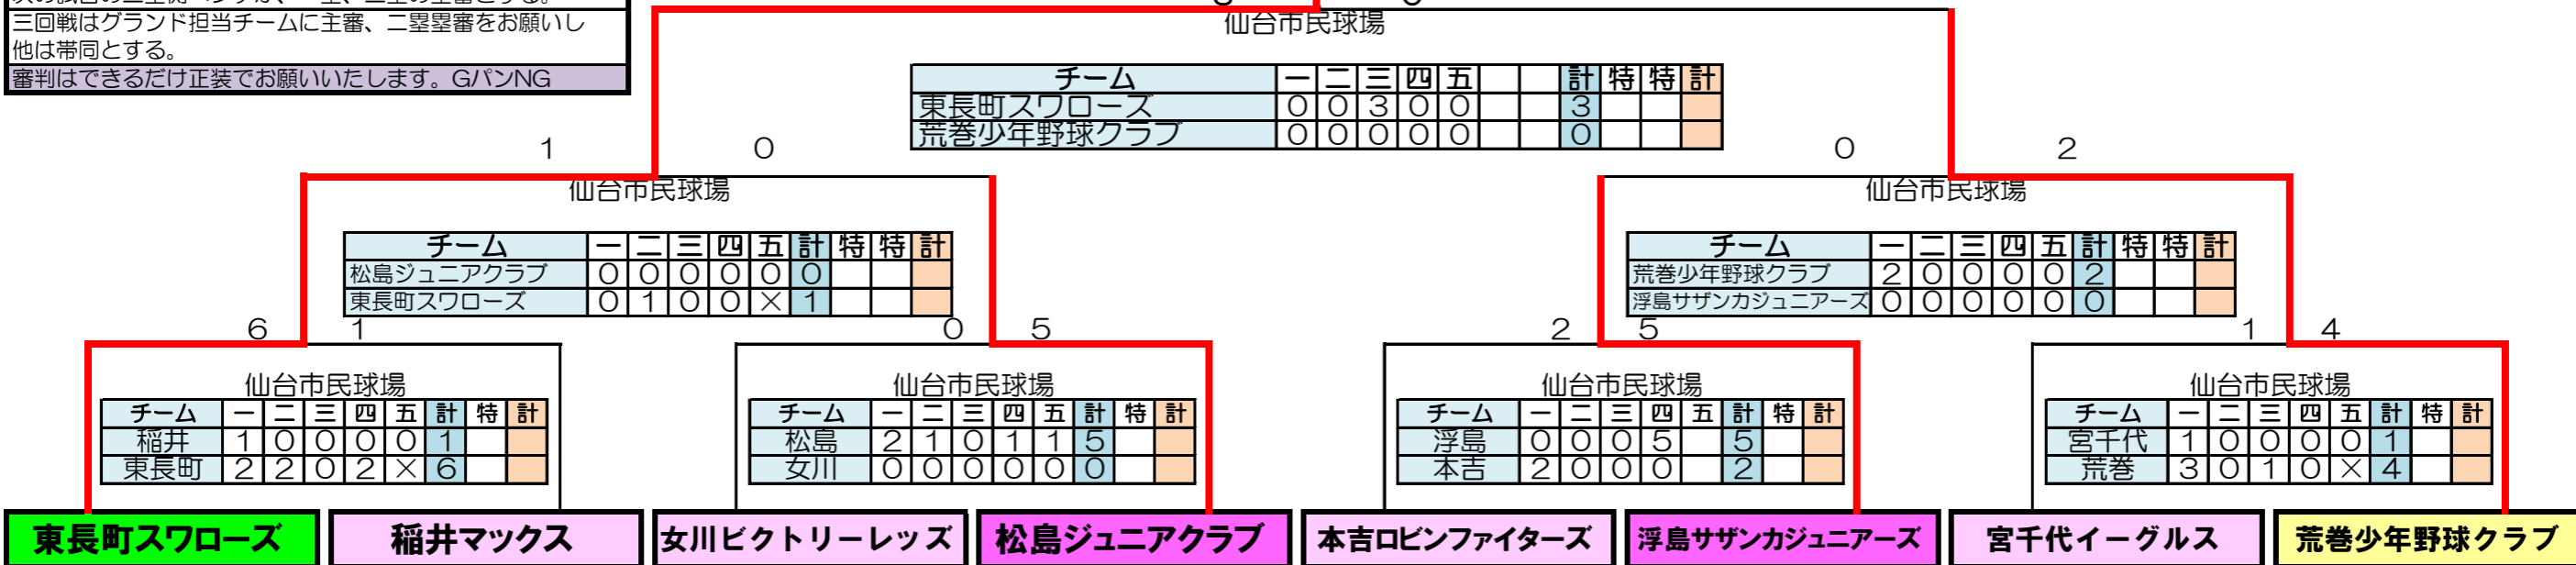 三回戦はグランド担当チームに主審、二塁塁審をお願いし
他は帯同とする。
審判はできるだけ正装でお願いいたします。GパンNG
仙台市民球場
チーム 一 二 三 四 五 計 特 特 計
東長町スワローズ 0 0 3 0 0 3
荒巻少年野球クラブ 0 0 0 0 0 0
1 0
0 2
仙台市民球場
仙台市民球場
チーム 一 二 三 四 五 計 特 特 計
松島ジュニアクラブ 0 0 0 0 0 0
東長町スワローズ 0 1 0 0 × 1
チーム 一 二 三 四 五 計 特 特 計
荒巻少年野球クラブ 2 0 0 0 0 2
浮島サザンカジュニアーズ 0 0 0 0 0 0
6 1
0 5
2 5
1 4
仙台市民球場
チーム 一 二 三 四 五 計 特 計
稲井 1 0 0 0 0 1
東長町 2 2 0 2 × 6
仙台市民球場
チーム 一 二 三 四 五 計 特 計
松島 2 1 0 1 1 5
女川 0 0 0 0 0 0
仙台市民球場
チーム 一 二 三 四 五 計 特 計
浮島 0 0 0 5 5
本吉 2 0 0 0 2
仙台市民球場
チーム 一 二 三 四 五 計 特 計
宮千代 1 0 0 0 0 1
荒巻 3 0 1 0 × 4
東長町スワローズ
稲井マックス
女川ビクトリーレッズ
松島ジュニアクラブ
本吉ロビンファイターズ
浮島サザンカジュニアーズ
宮千代イーグルス
荒巻少年野球クラブ